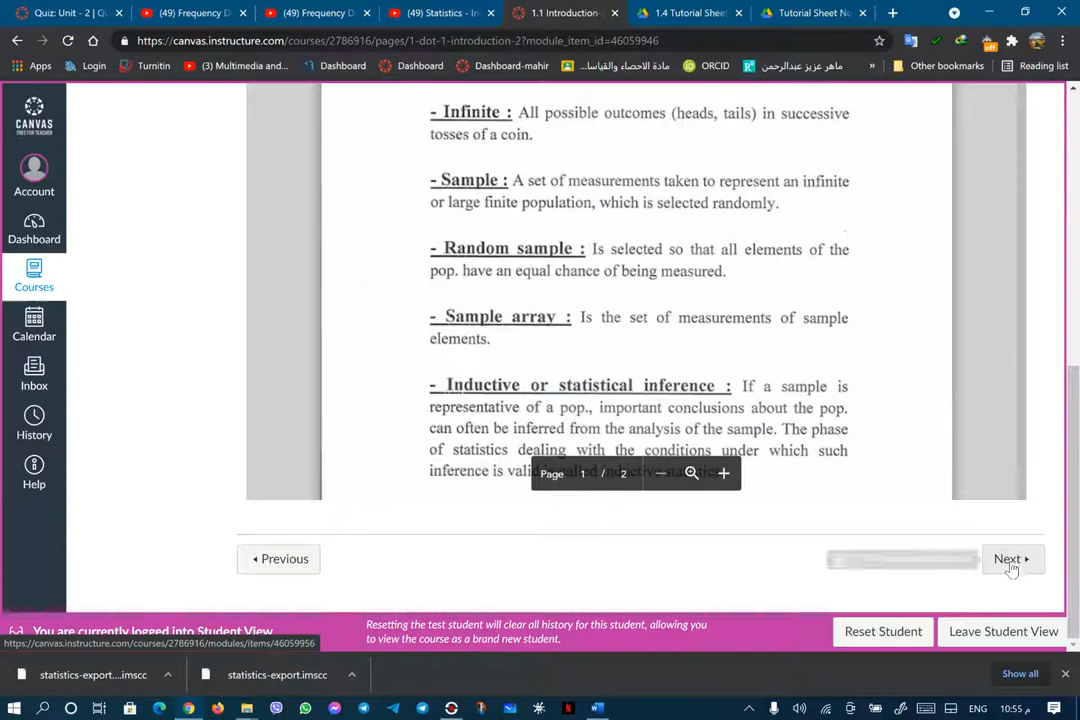 Quiz: Unit - 2 | Q
(49) Frequency D
(49) Frequency D
(49) Statistics - In
1.1 Introduction-
1.4 Tutorial Shee
Tutorial Sheet No
https://canvas.instructure.com/courses/2786916/pages/1-dot-1-introduction-2?module_item_id=46059946
Apps
Login
Turnitin
(3) Multimedia and...
Dashboard
Dashboard
Dashboard-mahir
مادة الاحصاء والقياسا...
ORCID
ماهر عزيز عبدالرحمن
»
Other bookmarks
Reading list
CANVAS
FREE FOR TEACHER
Account
Dashboard
Courses
Calendar
Inbox
History
Help
- Infinite : All possible outcomes (heads, tails) in successive
tosses of a coin.
- Sample : A set of measurements taken to represent an infinite
or large finite population, which is selected randomly.
- Random sample : Is selected so that all elements of the
pop. have an equal chance of being measured.
- Sample array : Is the set of measurements of sample
elements.
- Inductive or statistical inference : If a sample is
representative of a pop., important conclusions about the pop.
can often be inferred from the analysis of the sample. The phase
of statistics dealing with the conditions under which such
inference is valid is called inductive statistics.
Page 1 / 2
Previous
Next
You are currently logged into Student View
Resetting the test student will clear all history for this student, allowing you
to view the course as a brand new student.
Reset Student
Leave Student View
https://canvas.instructure.com/courses/2786916/modules/items/46059956
statistics-export....imscc
statistics-export.imscc
Show all
ENG
10:55 م